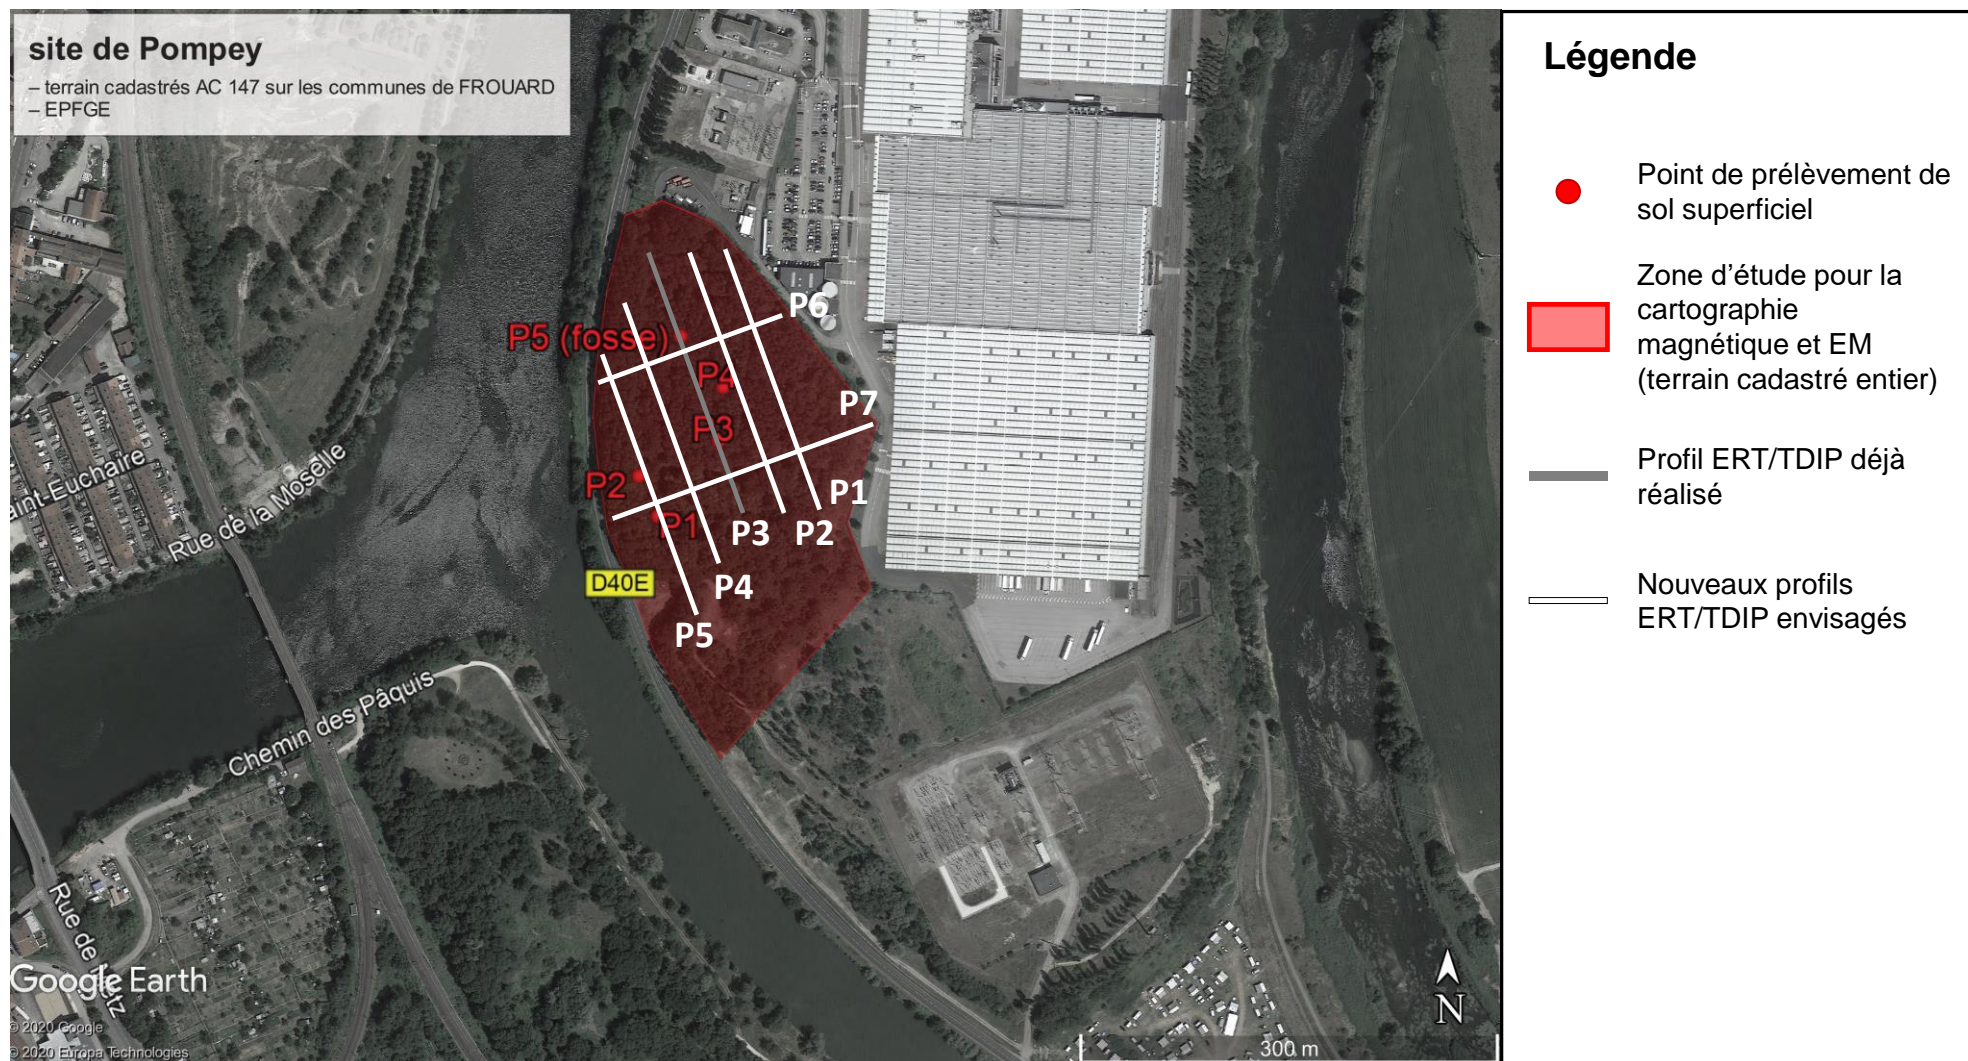 site de Pompey
– terrain cadastrés AC 147 sur les communes de FROUARD
– EPFGE
Légende
Point de prélèvement de
sol superficiel
Zone d'étude pour la
cartographie
magnétique et EM
(terrain cadastré entier)
Profil ERT/TDIP déjà
réalisé
Nouveaux profils
ERT/TDIP envisagés
P6
P5 (fosse)
P4
P7
P3
P2
P1
P1
P3
P2
P4
P5
D40E
aint-Euchaire
Rue de la Moselle
Chemin des Pâquis
Rue de Metz
Google Earth
© 2020 Google
© 2020 Europa Technologies
N
300 m